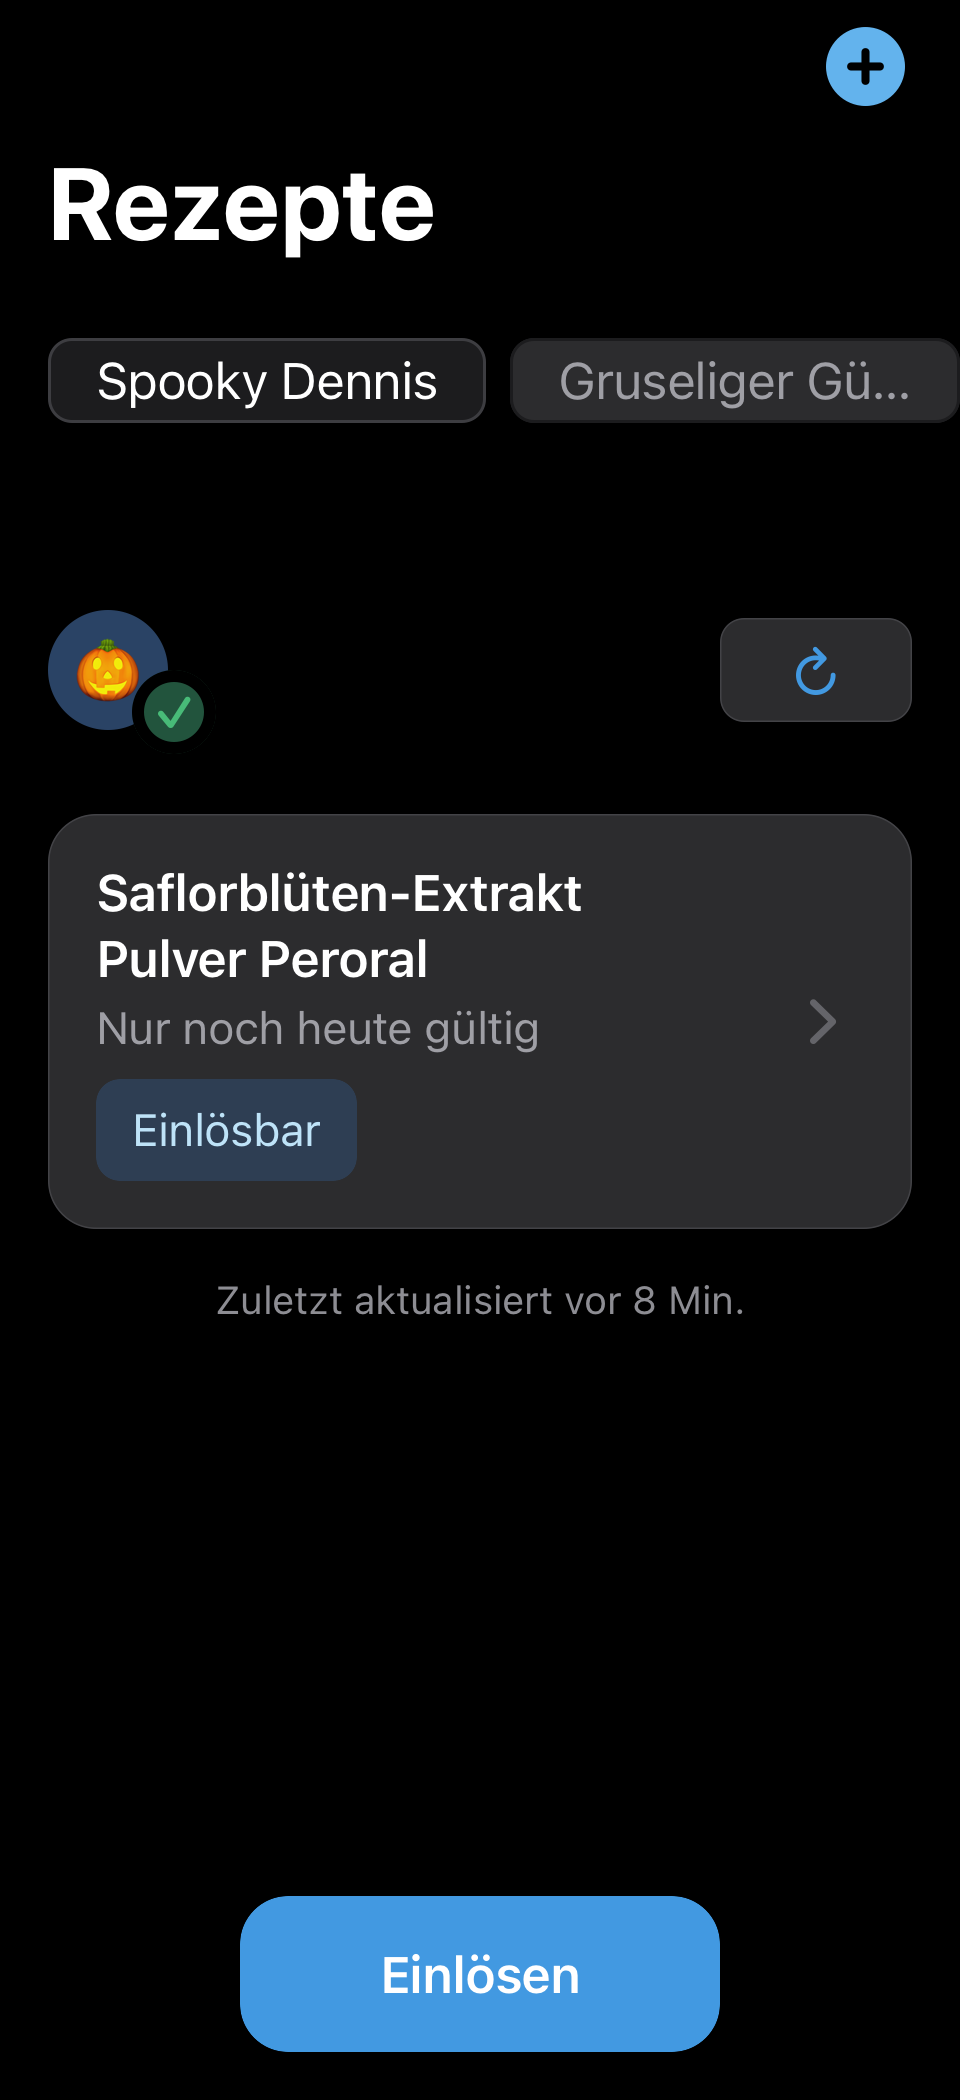 Rezepte
Spooky Dennis
Gruseliger Gü...
Saflorblüten-Extrakt
Pulver Peroral
Nur noch heute gültig
Einlösbar
Zuletzt aktualisiert vor 8 Min.
Einlösen